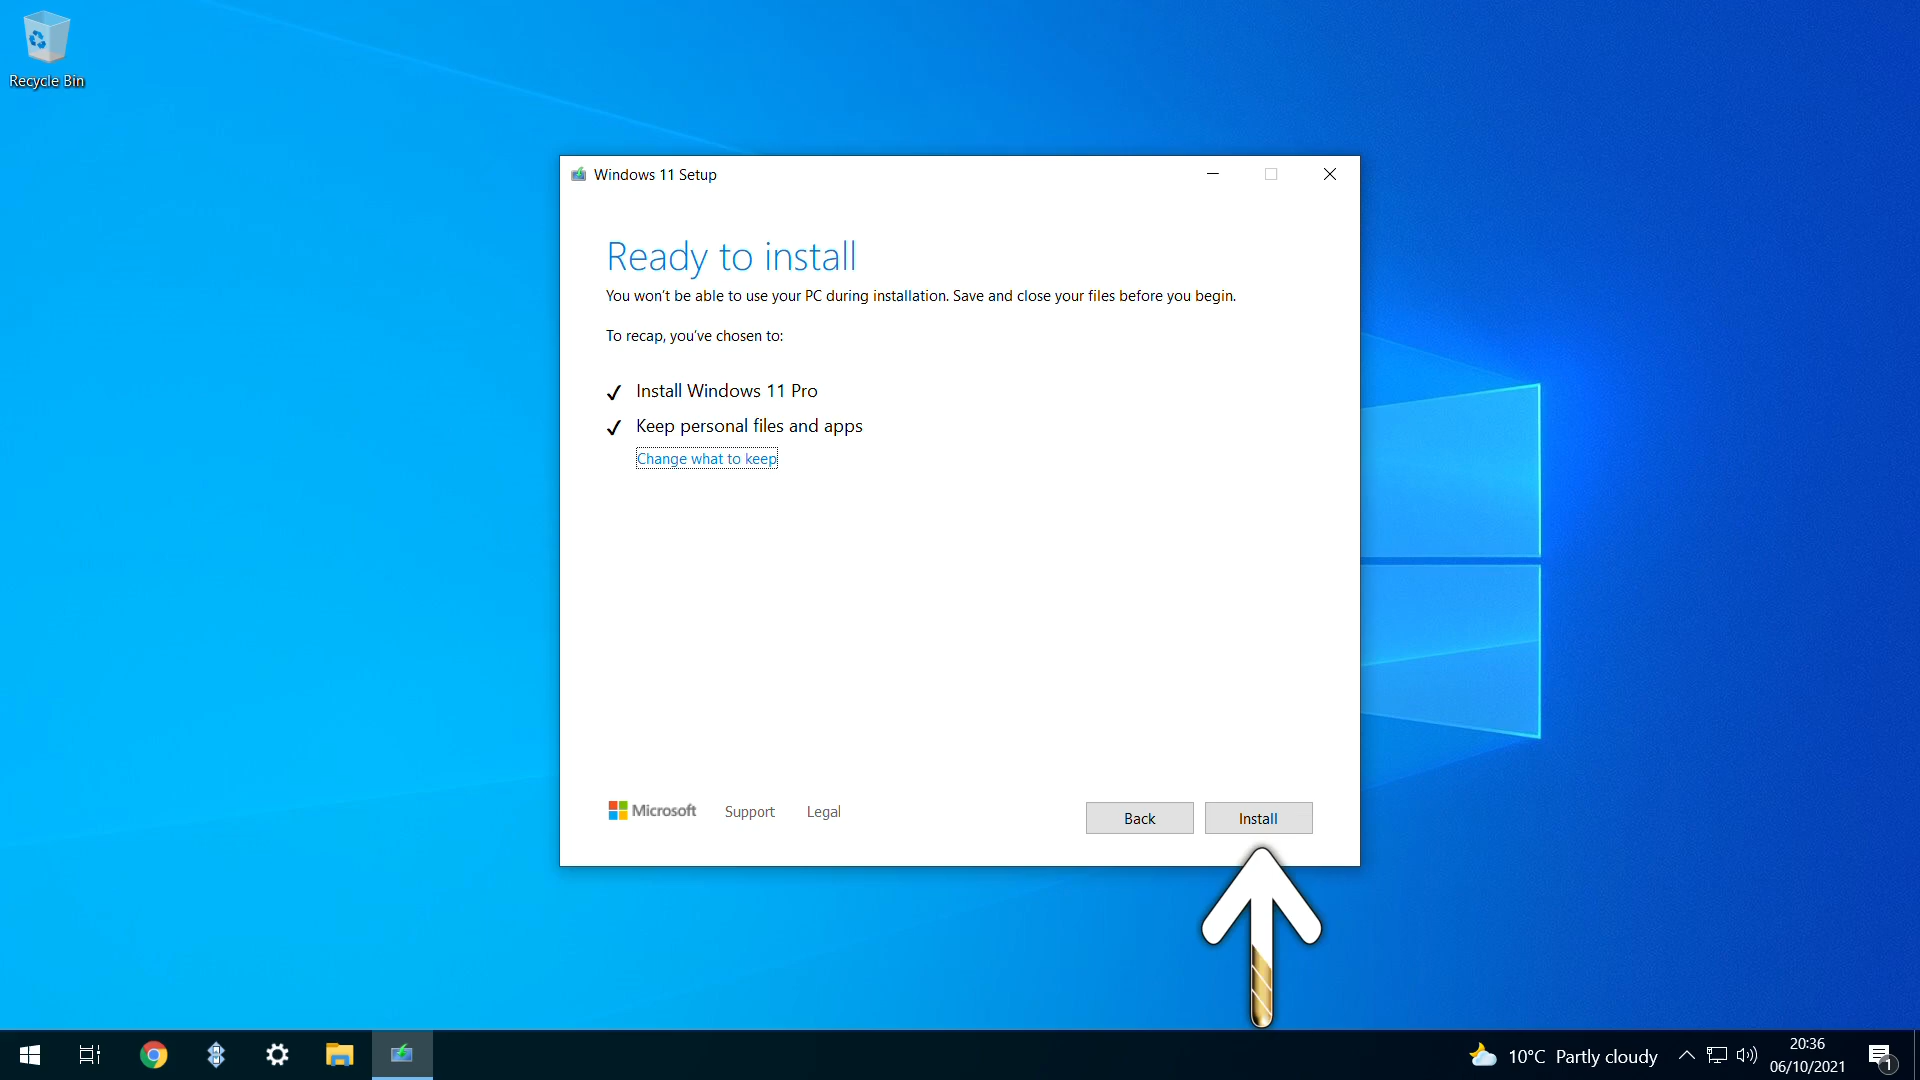 Recycle Bin
Windows 11 Setup
Ready to install
You won't be able to use your PC during installation. Save and close your files before you begin.
To recap, you've chosen to:
Install Windows 11 Pro
Keep personal files and apps
Change what to keep
Microsoft Support Legal
Back Install
10°C Partly cloudy
20:36
06/10/2021
1